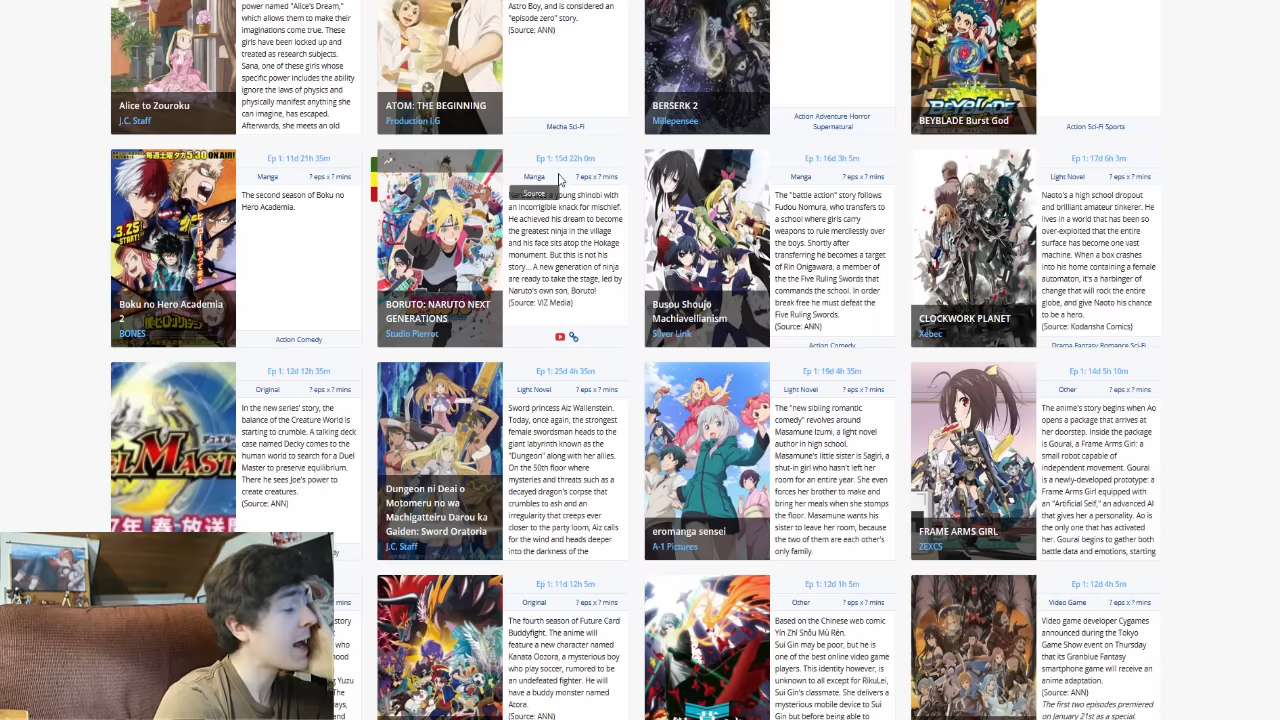 power named "Alice's Dream,"
which allows them to make their
imaginations come true. These
girls have been locked up and
treated as research subjects.
Sana, one of these girls whose
specific power includes the ability
ignore the laws of physics and
physically manifest anything she
can imagine, has escaped.
Afterwards, she meets an old
Alice to Zouroku
J.C. Staff
Astro Boy, and is considered an
"episode zero" story.
(Source: ANN)
ATOM: THE BEGINNING
Production I.G
Mecha Sci-Fi
BERSERK 2
Millepensee
Action Adventure Horror
Supernatural
BEYBLADE
BEYBLADE Burst God
Action Sci-Fi Sports
毎週土曜夕方5:30 ON AIR!
3.25
START!
Ep 1: 11d 21h 35m
Manga ? eps x ? mins
The second season of Boku no
Hero Academia.
Boku no Hero Academia
2
BONES
Action Comedy
Ep 1: 15d 22h 0m
Manga ? eps x ? mins
Source
young shinobi with
an incorrigible knack for mischief.
He achieved his dream to become
the greatest ninja in the village
and his face sits atop the Hokage
monument. But this is not his
story... A new generation of ninja
are ready to take the stage, led by
Naruto's own son, Boruto!
(Source: VIZ Media)
BORUTO: NARUTO NEXT
GENERATIONS
Studio Pierrot
Ep 1: 16d 3h 5m
Manga ? eps x ? mins
The "battle action" story follows
Fudou Nomura, who transfers to
a school where girls carry
weapons to rule mercilessly over
the boys. Shortly after
transferring he becomes a target
of Rin Onigawara, a member of
the the Five Ruling Swords that
commands the school. In order
break free he must defeat the
Five Ruling Swords.
(Source: ANN)
Busou Shoujo
Machiavellianism
Silver Link
Action Comedy
Ep 1: 17d 6h 3m
Light Novel ? eps x ? mins
Naoto's a high school dropout
and brilliant amateur tinkerer. He
lives in a world that has been so
over-exploited that the entire
surface has become one vast
machine. When a box crashes
into his home containing a female
automaton, it's a harbinger of
change that will rock the entire
globe, and give Naoto his chance
to be a hero.
(Source: Kodansha Comics)
CLOCKWORK PLANET
Xebec
Drama Fantasy Romance Sci-Fi
Ep 1: 12d 12h 35m
Original ? eps x ? mins
In the new series' story, the
balance of the Creature World is
starting to crumble. A talking deck
case named Decky comes to the
human world to search for a Duel
Master to preserve equilibrium.
There he sees Joe's power to
create creatures.
(Source: ANN)
Ep 1: 25d 4h 35m
Light Novel ? eps x ? mins
Sword princess Aiz Wallenstein.
Today, once again, the strongest
female swordsman heads to the
giant labyrinth known as the
"Dungeon" along with her allies.
On the 50th floor where
mysteries and threats such as a
decayed dragon's corpse that
crumbles to ash and an
irregularity that creeps ever
closer to the party loom, Aiz calls
for the wind and heads deeper
into the darkness of the
Dungeon ni Deai o
Motomeru no wa
Machigatteiru Darou ka
Gaiden: Sword Oratoria
J.C. Staff
Ep 1: 19d 4h 35m
Light Novel ? eps x ? mins
The "new sibling romantic
comedy" revolves around
Masamune Izumi, a light novel
author in high school.
Masamune's little sister is Sagiri, a
shut-in girl who hasn't left her
room for an entire year. She even
forces her brother to make and
bring her meals when she stomps
the floor. Masamune wants his
sister to leave her room, because
the two of them are each other's
only family.
eromanga sensei
A-1 Pictures
Ep 1: 14d 5h 10m
Other ? eps x ? mins
The anime's story begins when Ao
opens a package that arrives at
her doorstep. Inside the package
is Gourai, a Frame Arms Girl: a
small robot capable of
independent movement. Gourai
is a newly-developed prototype: a
Frame Arms Girl equipped with
an "Artificial Self," an advanced AI
that gives her a personality. Ao is
the only one that has activated
her. Gourai begins to gather both
battle data and emotions, starting
FRAME ARMS GIRL
ZEXCS
mins
story
who
hood
g Yuzu
The
ways,
and
Ep 1: 11d 12h 5m
Original ? eps x ? mins
The fourth season of Future Card
Buddyfight. The anime will
feature a new character named
Kanata Oozora, a mysterious boy
who play soccer, rumored to be
an undefeated fighter. He will
have a buddy monster named
Atora.
(Source: ANN)
Ep 1: 12d 1h 5m
Other ? eps x ? mins
Based on the Chinese web comic
Yín Zhī Shǒu Mù Rén.
Sui Gin may be poor, but he is
one of the best online video game
players. This identity however, is
unknown to all except for RikuLei,
Sui Gin's classmate. She delivers a
mysterious mobile device to Sui
Gin but before being able to
Ep 1: 12d 4h 5m
Video Game ? eps x ? mins
Video game developer Cygames
announced during the Tokyo
Game Show event on Thursday
that its Granblue Fantasy
smartphone game will receive an
anime adaptation.
(Source: ANN)
The first two episodes premiered
on January 21st as a special.